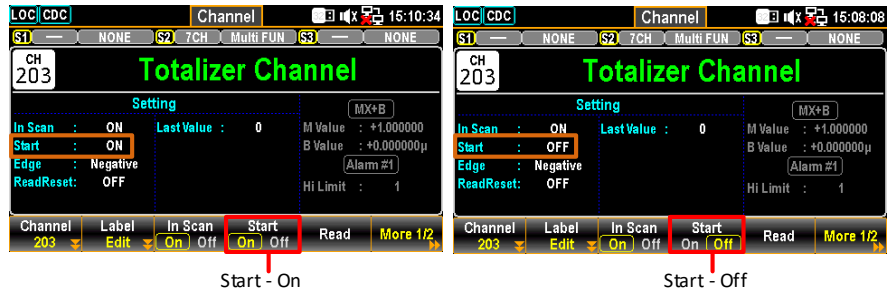 LOC CDC Channel 15:10:34
S1 — NONE S2 7CH Multi FUN S3 — NONE
CH
203
Totalizer Channel
Setting
MX+B
In Scan : ON Last Value : 0 M Value : +1.000000
Start : ON B Value : +0.000000µ
Edge : Negative Alarm #1
ReadReset: OFF
Hi Limit : 1
Channel Label In Scan Start Read More 1/2
203 Edit On Off On Off
Start - On
LOC CDC Channel 15:08:08
S1 — NONE S2 7CH Multi FUN S3 — NONE
CH
203
Totalizer Channel
Setting
MX+B
In Scan : ON Last Value : 0 M Value : +1.000000
Start : OFF B Value : +0.000000µ
Edge : Negative Alarm #1
ReadReset: OFF
Hi Limit : 1
Channel Label In Scan Start Read More 1/2
203 Edit On Off On Off
Start - Off